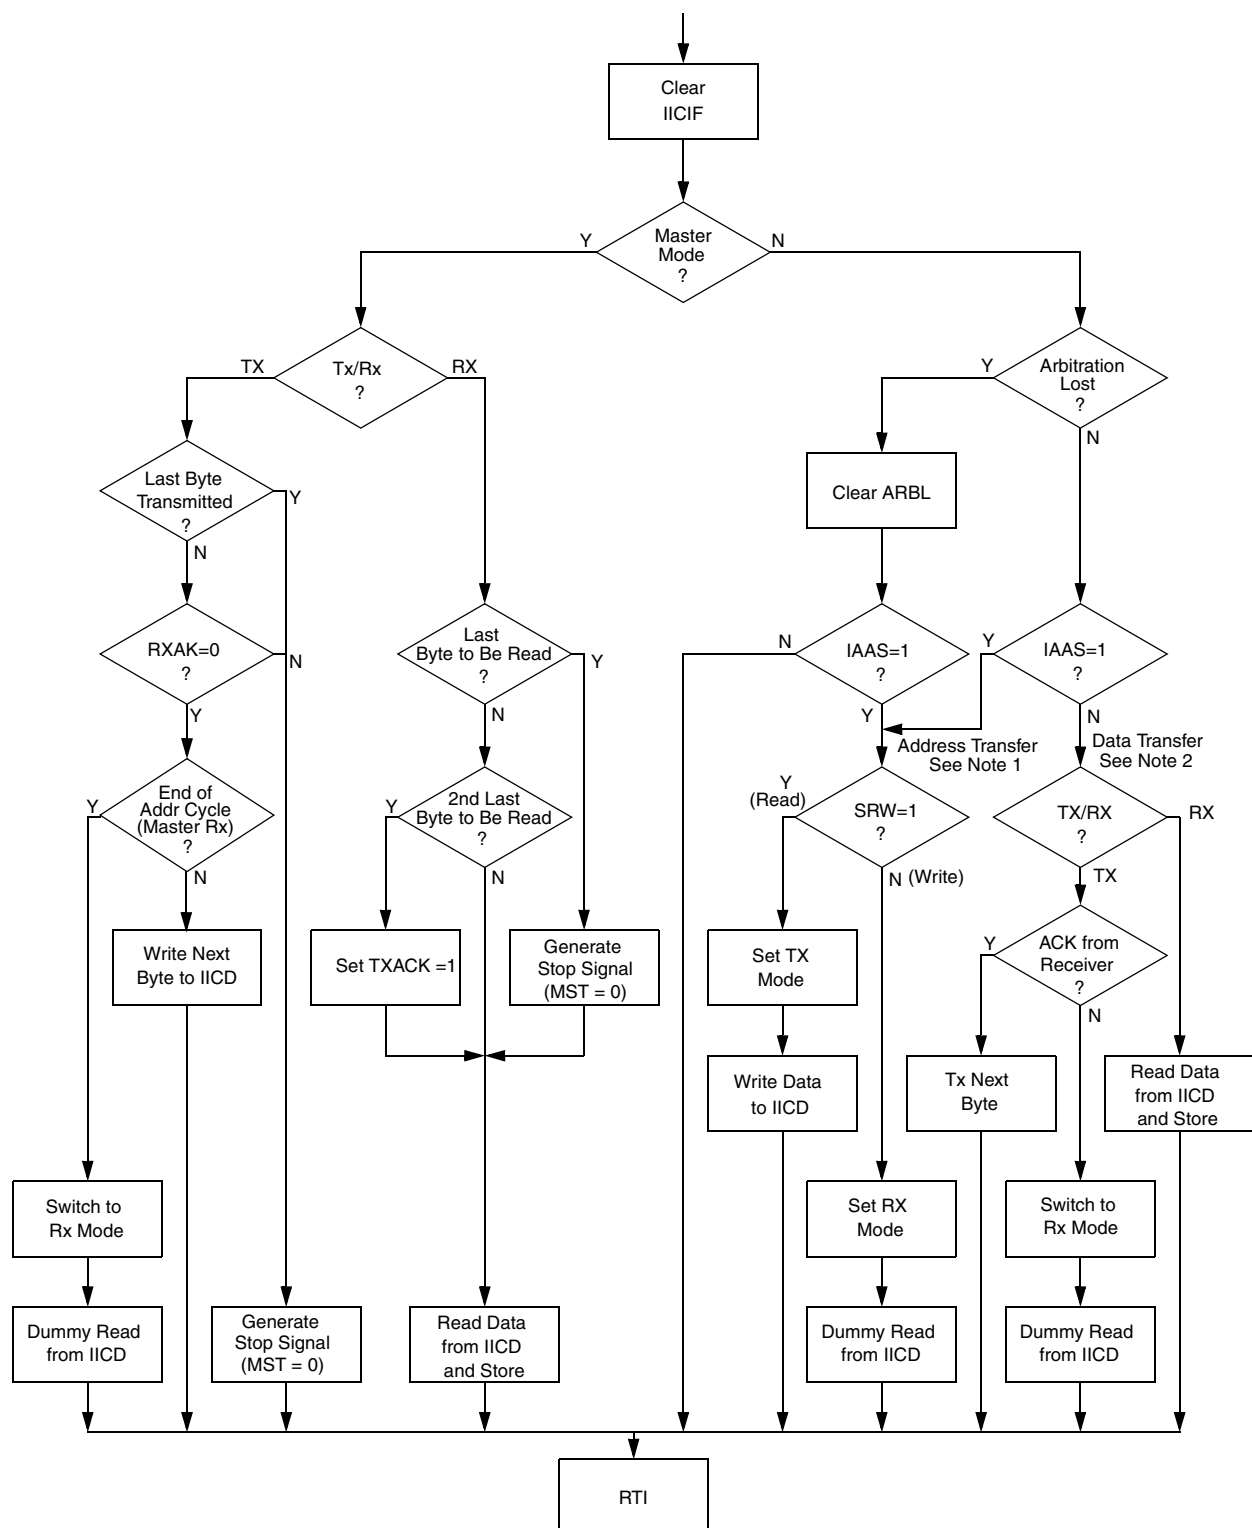 Clear
IICIF
Master
Mode
?
Y
N
Tx/Rx
?
TX
RX
Arbitration
Lost
?
Y
N
Last Byte
Transmitted
?
Y
N
Clear ARBL
RXAK=0
?
N
Y
Last
Byte to Be Read
?
Y
N
IAAS=1
?
N
Y
IAAS=1
?
Y
N
Address Transfer
See Note 1
Data Transfer
See Note 2
End of
Addr Cycle
(Master Rx)
?
Y
N
2nd Last
Byte to Be Read
?
Y
N
Y
(Read)
SRW=1
?
N (Write)
TX/RX
?
RX
TX
Write Next
Byte to IICD
Set TXACK =1
Generate
Stop Signal
(MST = 0)
Set TX
Mode
Y
ACK from
Receiver
?
N
Write Data
to IICD
Tx Next
Byte
Read Data
from IICD
and Store
Switch to
Rx Mode
Set RX
Mode
Switch to
Rx Mode
Dummy Read
from IICD
Generate
Stop Signal
(MST = 0)
Read Data
from IICD
and Store
Dummy Read
from IICD
Dummy Read
from IICD
RTI